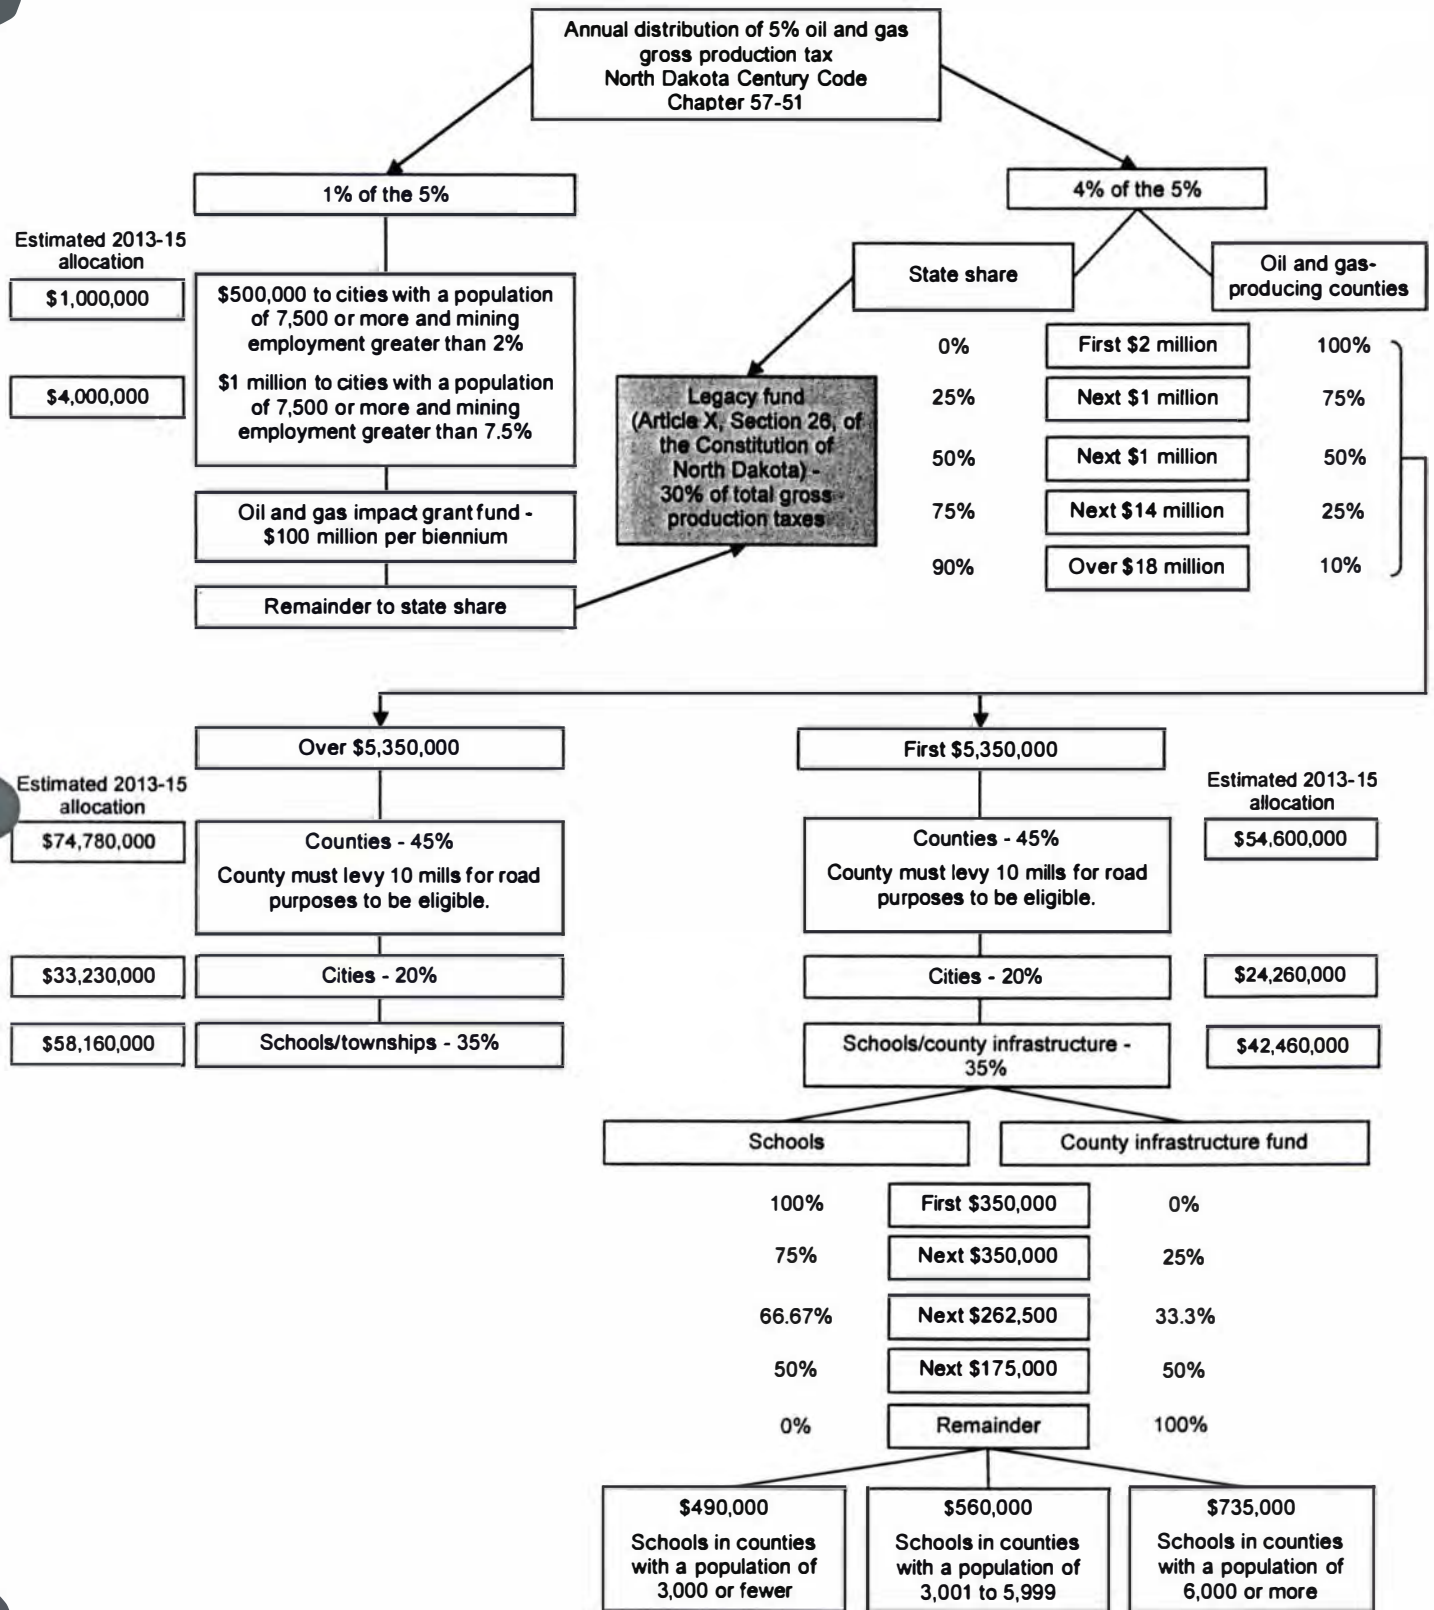 Annual distribution of 5% oil and gas
gross production tax
North Dakota Century Code
Chapter 57-51
1% of the 5%
4% of the 5%
Estimated 2013-15
allocation
$1,000,000
$500,000 to cities with a population
of 7,500 or more and mining
employment greater than 2%
$4,000,000
$1 million to cities with a population
of 7,500 or more and mining
employment greater than 7.5%
Oil and gas impact grant fund -
$100 million per biennium
Remainder to state share
Legacy fund
(Article X, Section 26, of
the Constitution of
North Dakota) -
30% of total gross
production taxes
State share
Oil and gas-
producing counties
0%
First $2 million
100%
25%
Next $1 million
75%
50%
Next $1 million
50%
75%
Next $14 million
25%
90%
Over $18 million
10%
Over $5,350,000
Estimated 2013-15
allocation
$74,780,000
Counties - 45%
County must levy 10 mills for road
purposes to be eligible.
$33,230,000
Cities - 20%
$58,160,000
Schools/townships - 35%
First $5,350,000
Estimated 2013-15
allocation
Counties - 45%
$54,600,000
County must levy 10 mills for road
purposes to be eligible.
Cities - 20%
$24,260,000
Schools/county infrastructure -
35%
$42,460,000
Schools
County infrastructure fund
100%
First $350,000
0%
75%
Next $350,000
25%
66.67%
Next $262,500
33.3%
50%
Next $175,000
50%
0%
Remainder
100%
$490,000
Schools in counties
with a population of
3,000 or fewer
$560,000
Schools in counties
with a population of
3,001 to 5,999
$735,000
Schools in counties
with a population of
6,000 or more